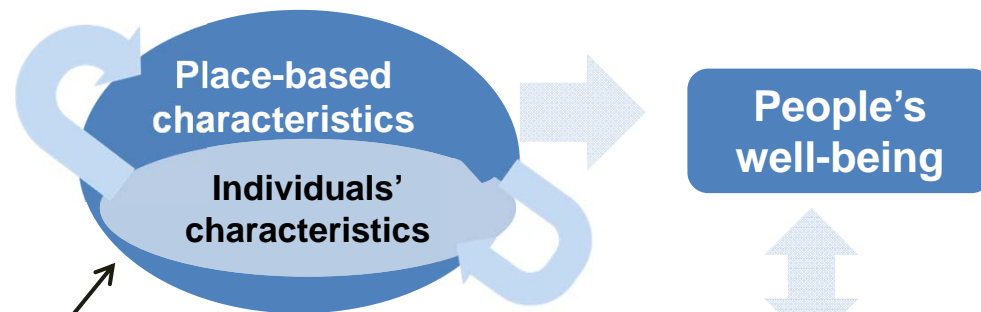 Place-based
characteristics
Individuals’
characteristics
People’s
well-being